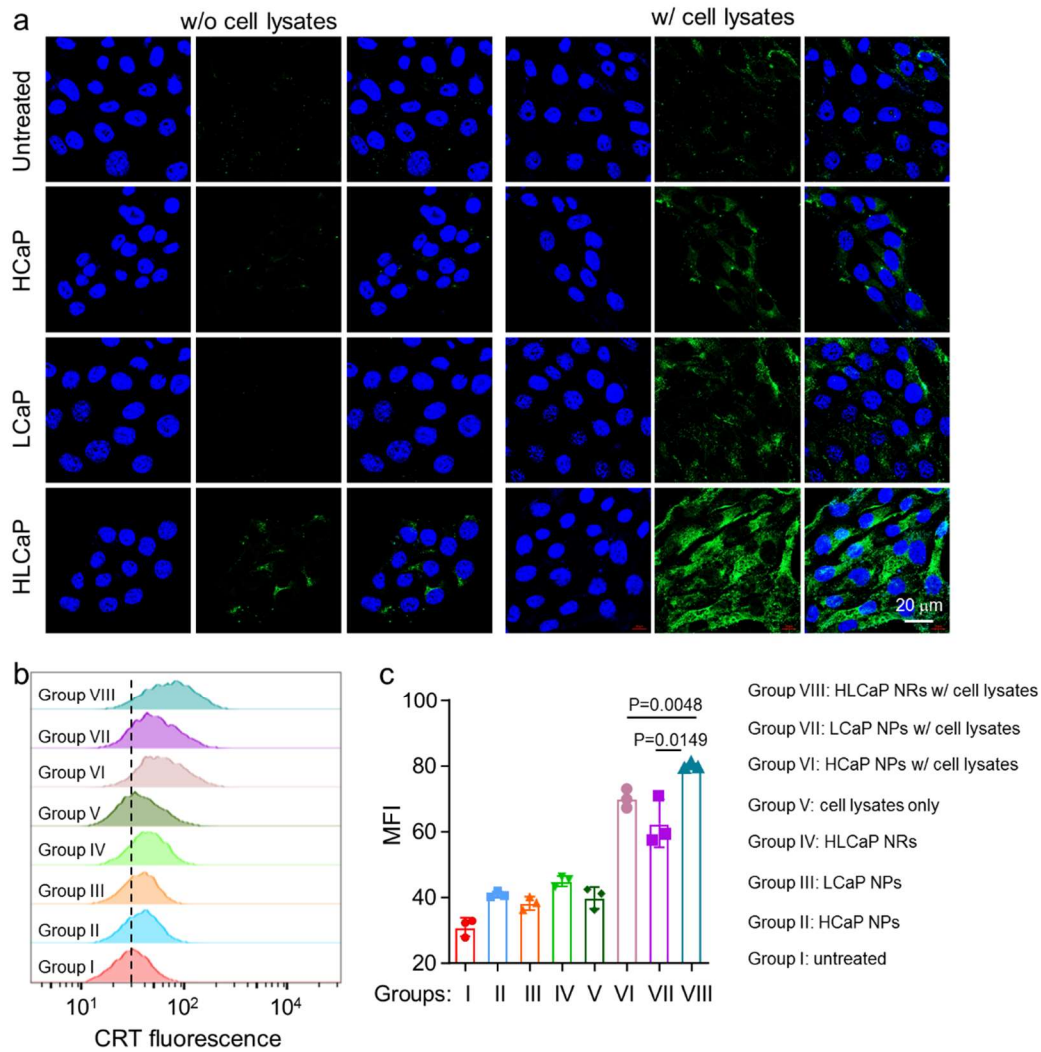 a
w/o cell lysates
w/ cell lysates
Untreated
HCaP
LCaP
HLCaP
20 μm
b
Group VIII
Group VII
Group VI
Group V
Group IV
Group III
Group II
Group I
10¹ 10² 10⁴
CRT fluorescence
c
100
80
60
40
20
MFI
P=0.0048
P=0.0149
Groups: I II III IV V VI VII VIII
Group VIII: HLCaP NRs w/ cell lysates
Group VII: LCaP NPs w/ cell lysates
Group VI: HCaP NPs w/ cell lysates
Group V: cell lysates only
Group IV: HLCaP NRs
Group III: LCaP NPs
Group II: HCaP NPs
Group I: untreated